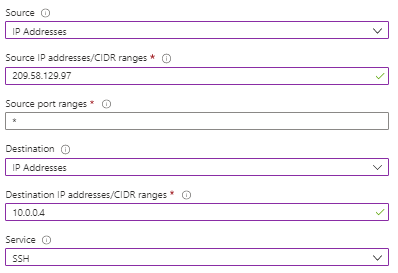 Source
IP Addresses
Source IP addresses/CIDR ranges *
209.58.129.97
Source port ranges *
*
Destination
IP Addresses
Destination IP addresses/CIDR ranges *
10.0.0.4
Service
SSH